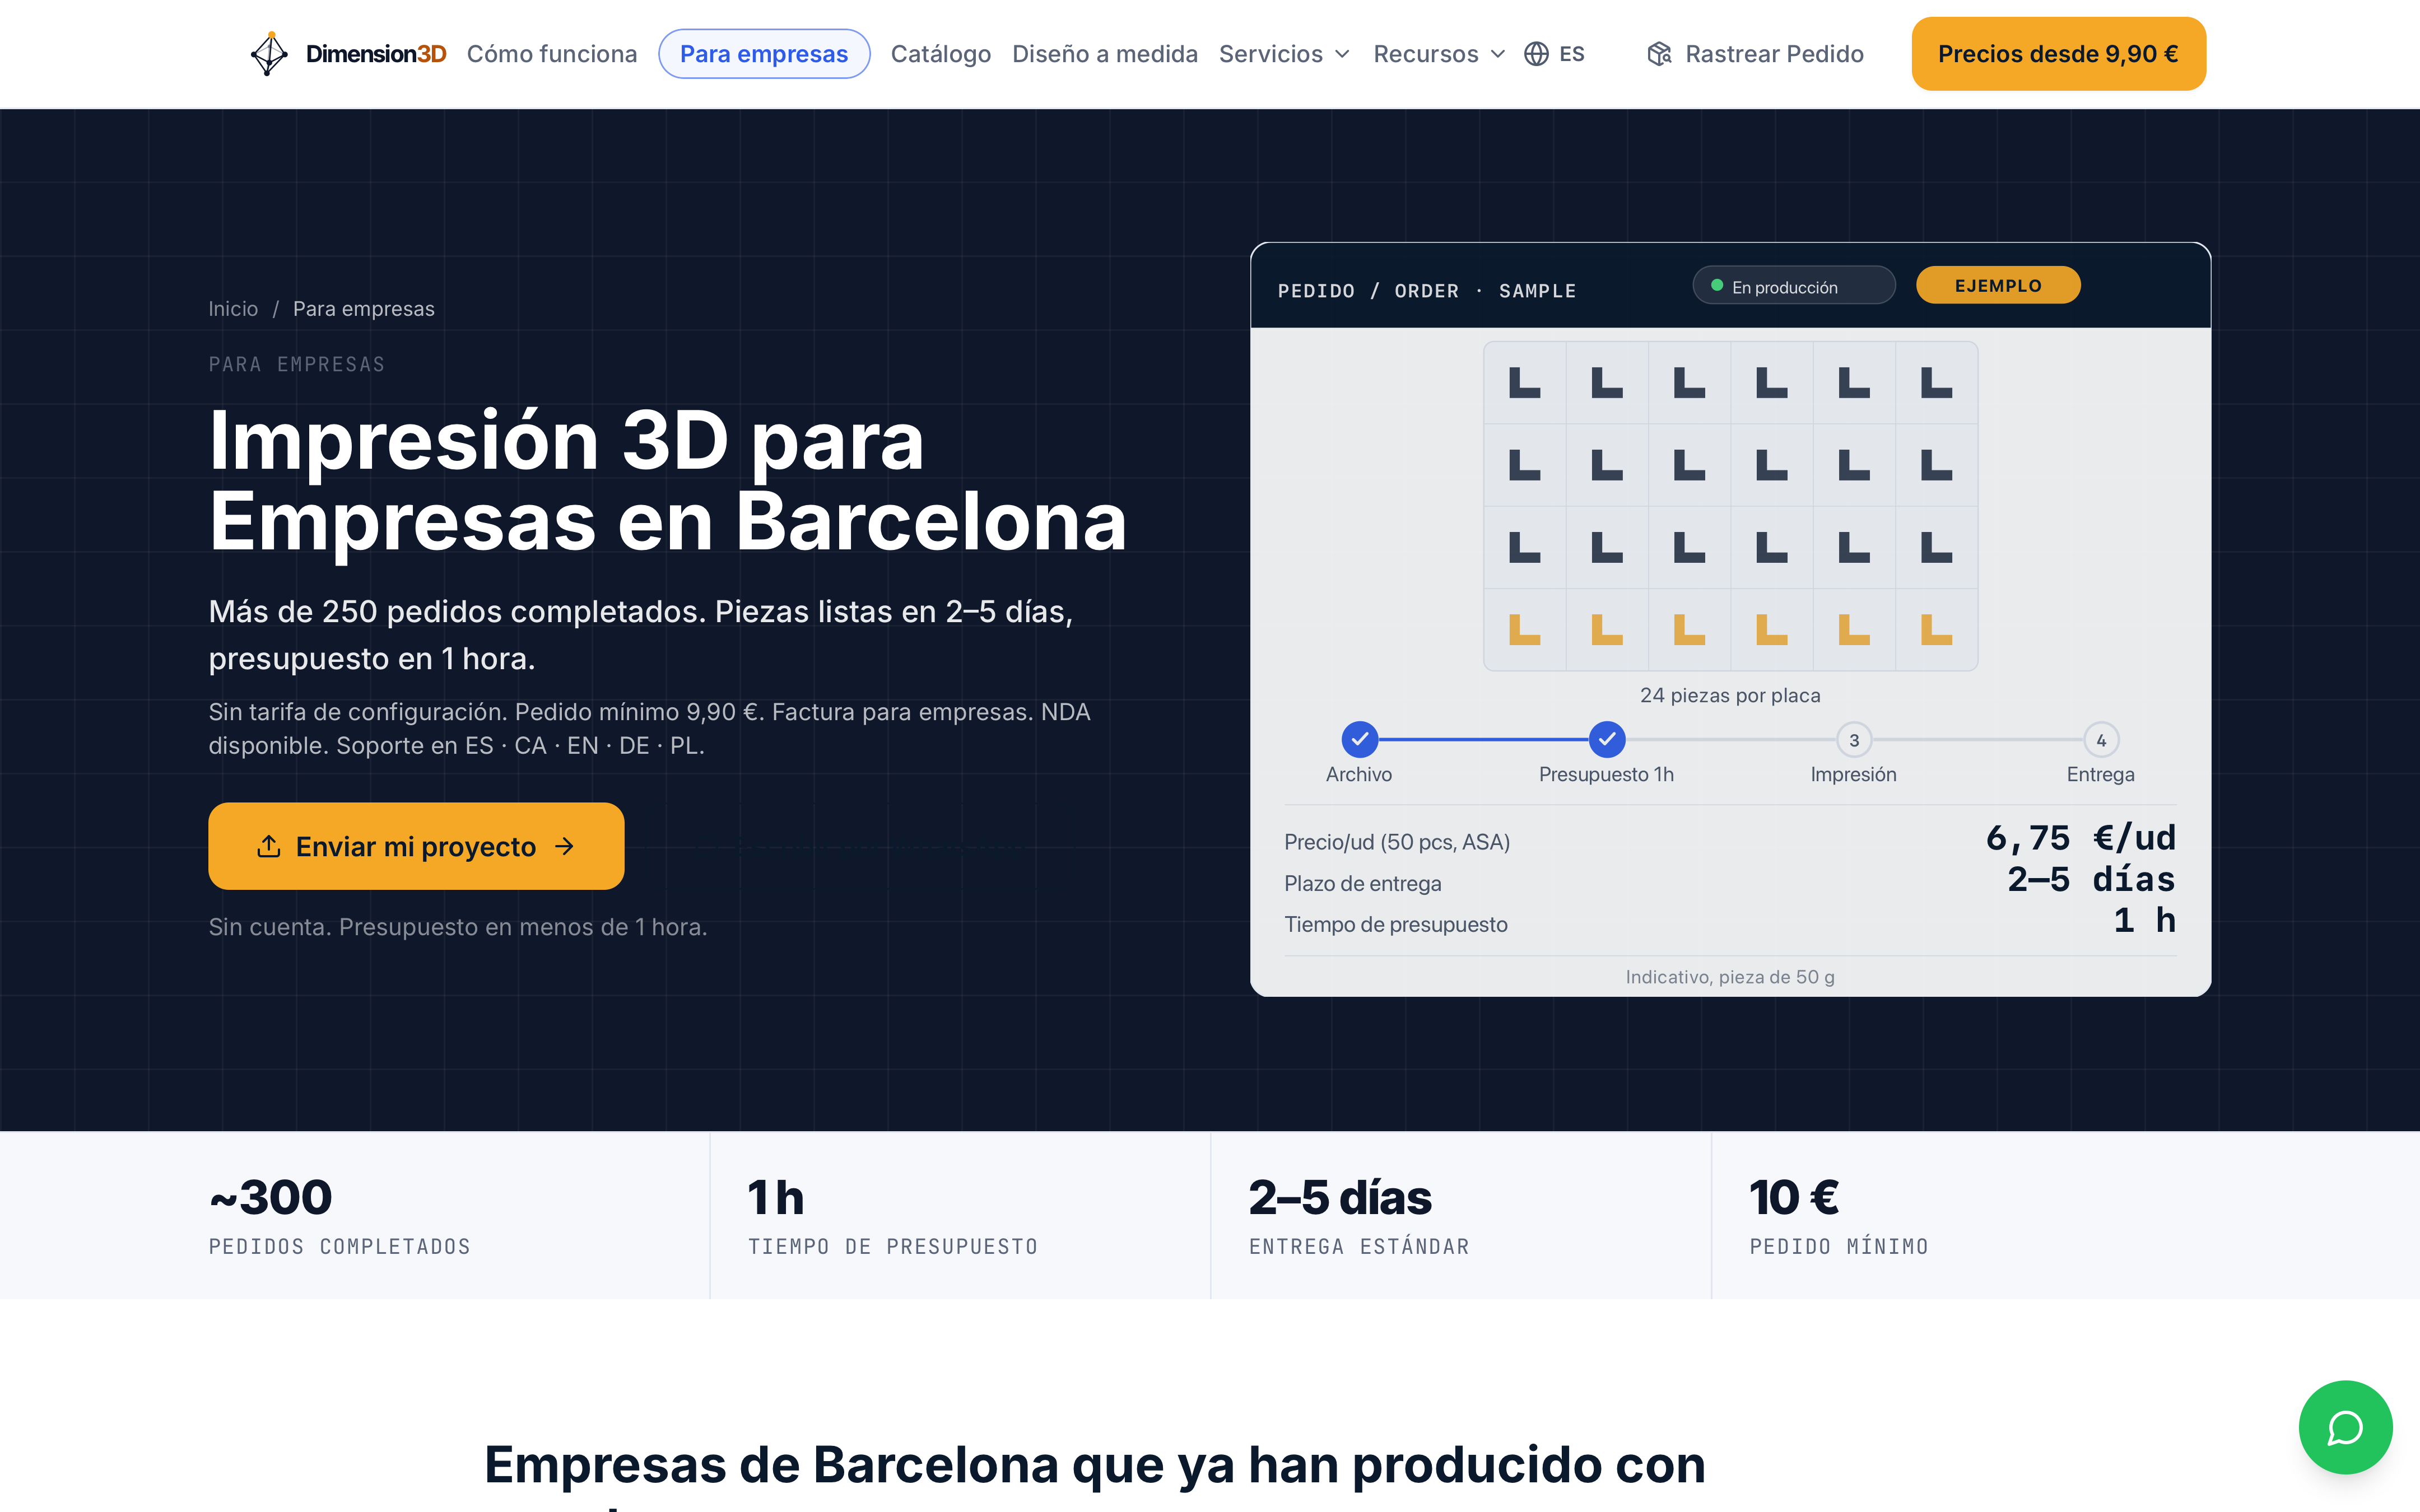 Dimension3D
Cómo funciona
Para empresas
Catálogo
Diseño a medida
Servicios
Recursos
ES
Rastrear Pedido
Precios desde 9,90 €
Inicio / Para empresas
PARA EMPRESAS
Impresión 3D para
Empresas en Barcelona
Más de 250 pedidos completados. Piezas listas en 2–5 días,
presupuesto en 1 hora.
Sin tarifa de configuración. Pedido mínimo 9,90 €. Factura para empresas. NDA
disponible. Soporte en ES · CA · EN · DE · PL.
Enviar mi proyecto →
Sin cuenta. Presupuesto en menos de 1 hora.
PEDIDO / ORDER · SAMPLE
En producción
EJEMPLO
24 piezas por placa
3
4
Archivo
Presupuesto 1h
Impresión
Entrega
Precio/ud (50 pcs, ASA) 6,75 €/ud
Plazo de entrega 2–5 días
Tiempo de presupuesto 1 h
Indicativo, pieza de 50 g
~300
PEDIDOS COMPLETADOS
1 h
TIEMPO DE PRESUPUESTO
2–5 días
ENTREGA ESTÁNDAR
10 €
PEDIDO MÍNIMO
Empresas de Barcelona que ya han producido con